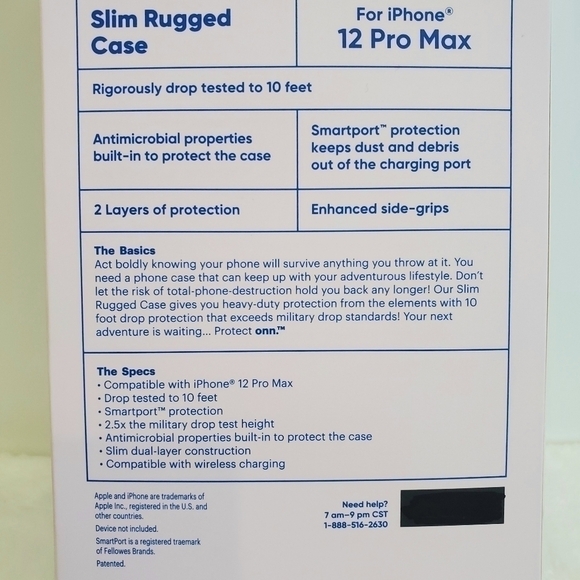 Slim Rugged
Case
For iPhone®
12 Pro Max
Rigorously drop tested to 10 feet
Antimicrobial properties
built-in to protect the case
Smartport™ protection
keeps dust and debris
out of the charging port
2 Layers of protection
Enhanced side-grips
The Basics
Act boldly knowing your phone will survive anything you throw at it. You
need a phone case that can keep up with your adventurous lifestyle. Don't
let the risk of total-phone-destruction hold you back any longer! Our Slim
Rugged Case gives you heavy-duty protection from the elements with 10
foot drop protection that exceeds military drop standards! Your next
adventure is waiting... Protect onn.™
The Specs
• Compatible with iPhone® 12 Pro Max
• Drop tested to 10 feet
• Smartport™ protection
• 2.5x the military drop test height
• Antimicrobial properties built-in to protect the case
• Slim dual-layer construction
• Compatible with wireless charging
Apple and iPhone are trademarks of
Apple Inc., registered in the U.S. and
other countries.
Device not included.
SmartPort is a registered treamark
of Fellowes Brands.
Patented.
Need help?
7 am–9 pm CST
1-888-516-2630